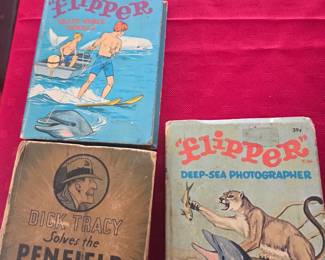 "flipper"
DICK TRACY
Solves the
PENFIELD
39¢
"flipper"
DEEP-SEA PHOTOGRAPHER